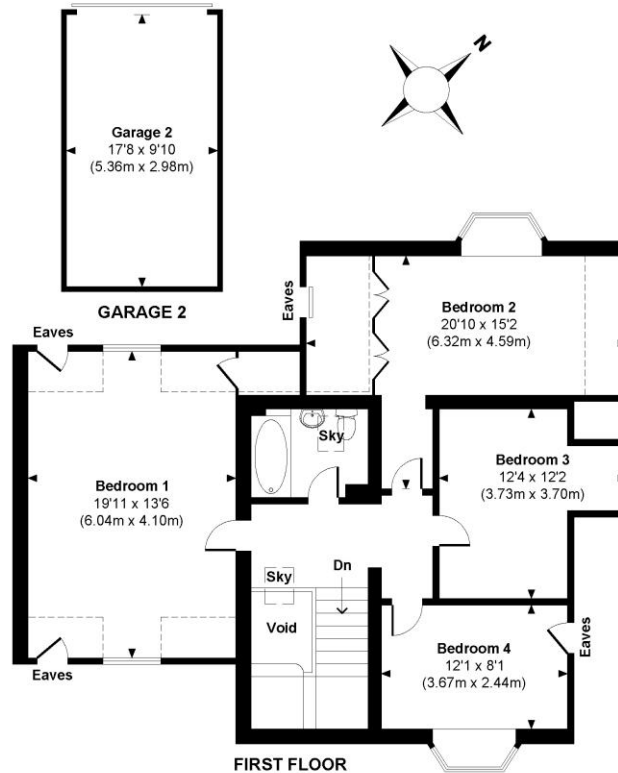 N
Garage 2
17'8 x 9'10
(5.36m x 2.98m)
GARAGE 2
Eaves
Eaves
Bedroom 2
20'10 x 15'2
(6.32m x 4.59m)
Sky
Bedroom 3
12'4 x 12'2
(3.73m x 3.70m)
Bedroom 1
19'11 x 13'6
(6.04m x 4.10m)
Sky
Dn
Void
Bedroom 4
12'1 x 8'1
(3.67m x 2.44m)
Eaves
Eaves
FIRST FLOOR